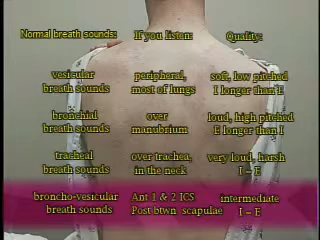 Normal breath sounds: If you listen: Quality:
vesicular peripheral, soft, low pitched
breath sounds most of lungs I longer than E
bronchial over loud, high pitched
breath sounds manubrium E longer than I
tracheal over trachea, very loud, harsh
breath sounds in the neck I - E
broncho-vesicular Ant 1 & 2 ICS intermediate
breath sounds Post btwn scapulae I - E